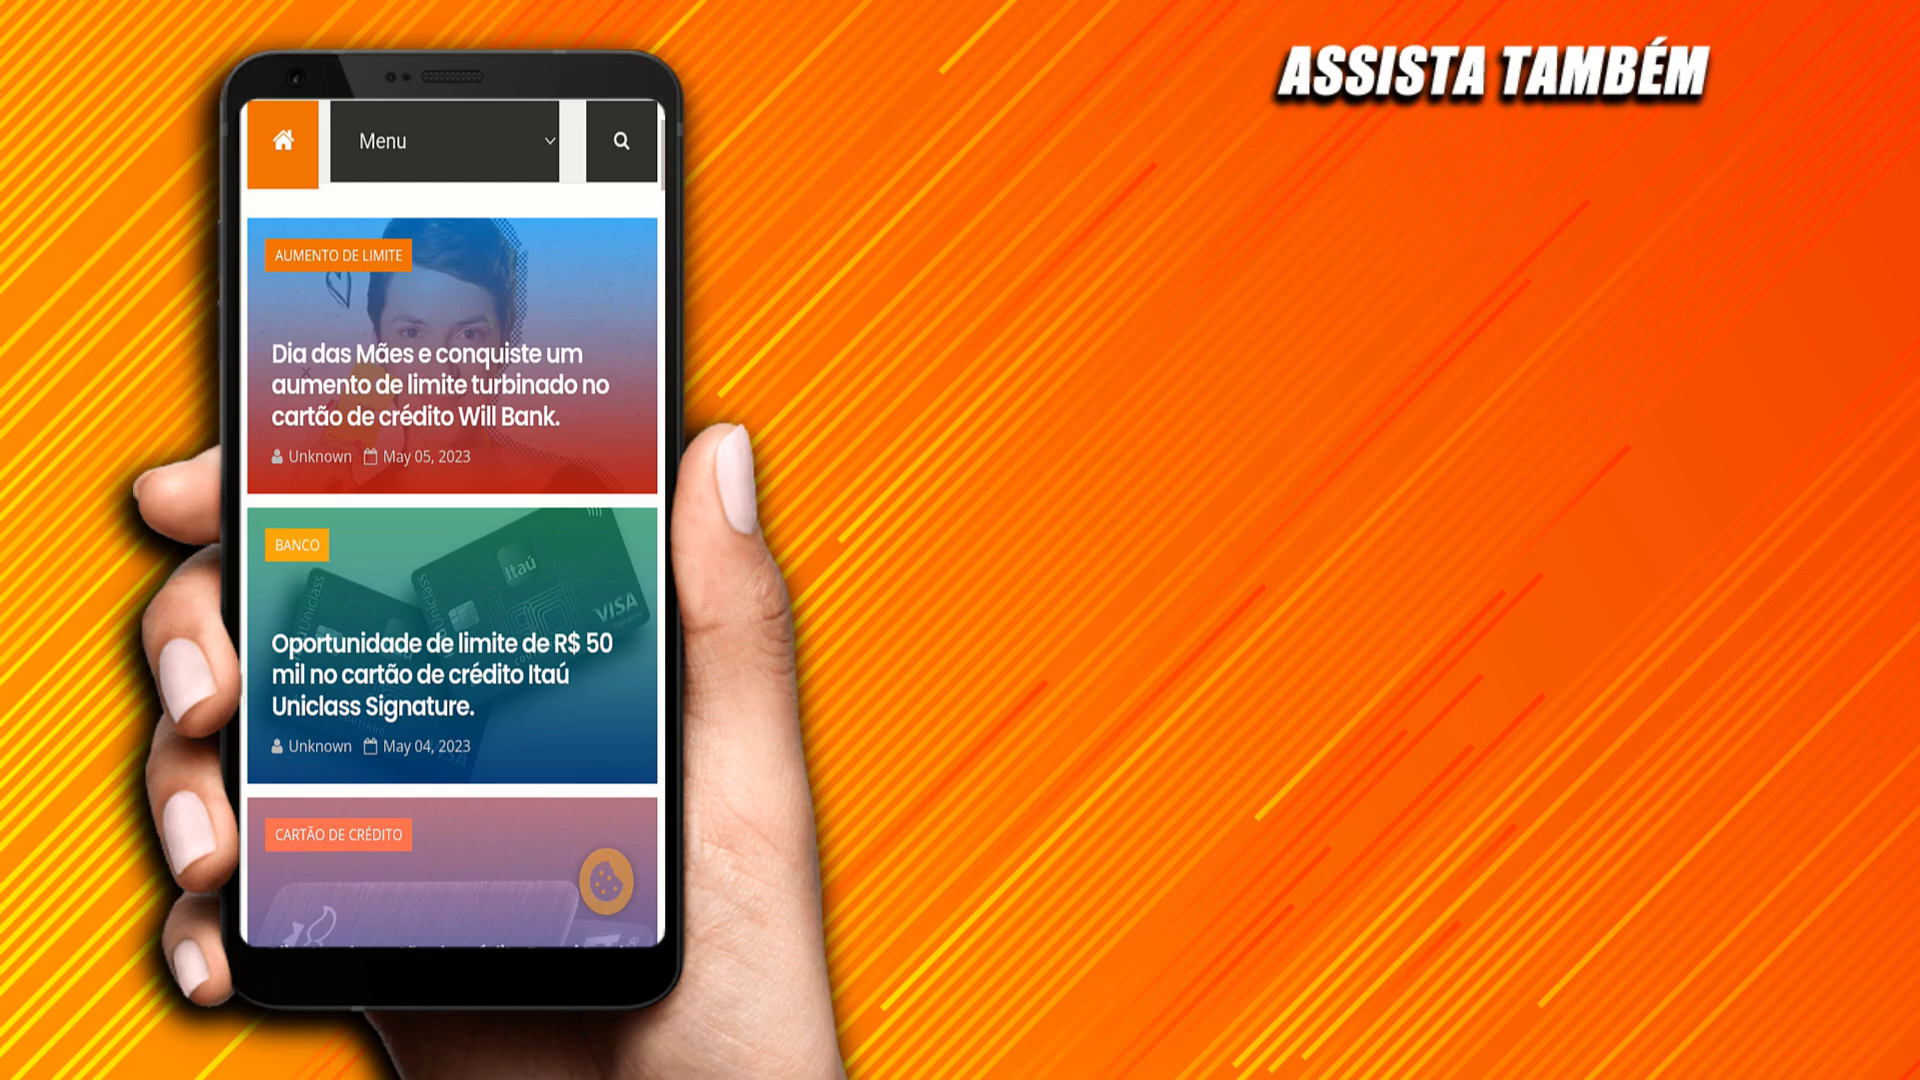 ASSISTA TAMBÉM
Menu
AUMENTO DE LIMITE
Dia das Mães e conquiste um
aumento de limite turbinado no
cartão de crédito Will Bank.
Unknown May 05, 2023
BANCO
Itaú
Uniclass
VISA
Signature
Oportunidade de limite de R$ 50
mil no cartão de crédito Itaú
Uniclass Signature.
Unknown May 04, 2023
CARTÃO DE CRÉDITO